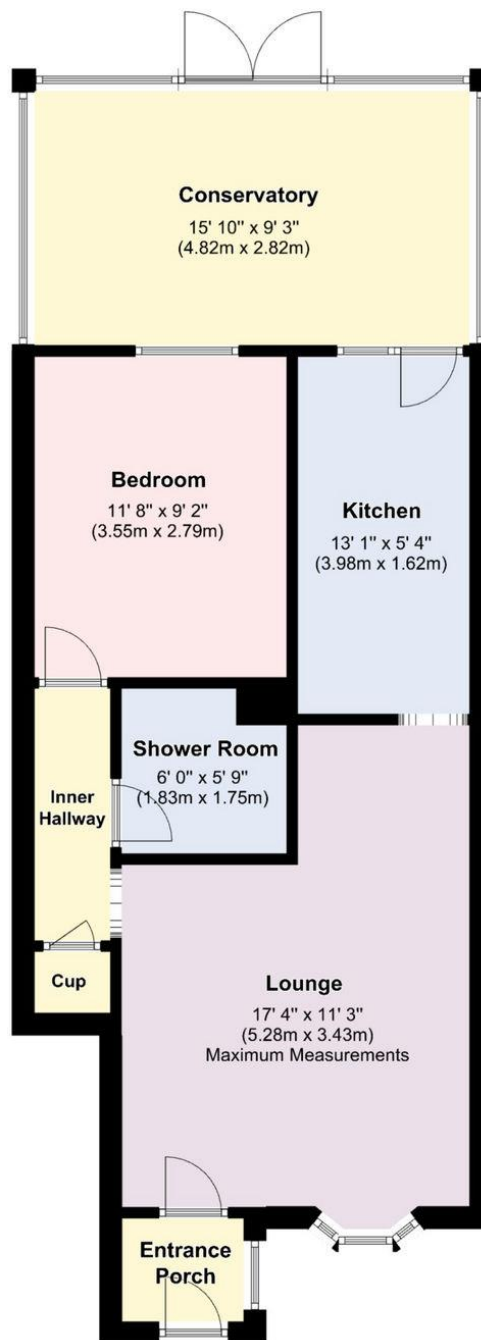 Conservatory
15' 10" x 9' 3"
(4.82m x 2.82m)
Bedroom
11' 8" x 9' 2"
(3.55m x 2.79m)
Kitchen
13' 1" x 5' 4"
(3.98m x 1.62m)
Shower Room
6' 0" x 5' 9"
(1.83m x 1.75m)
Inner
Hallway
Cup
Lounge
17' 4" x 11' 3"
(5.28m x 3.43m)
Maximum Measurements
Entrance
Porch